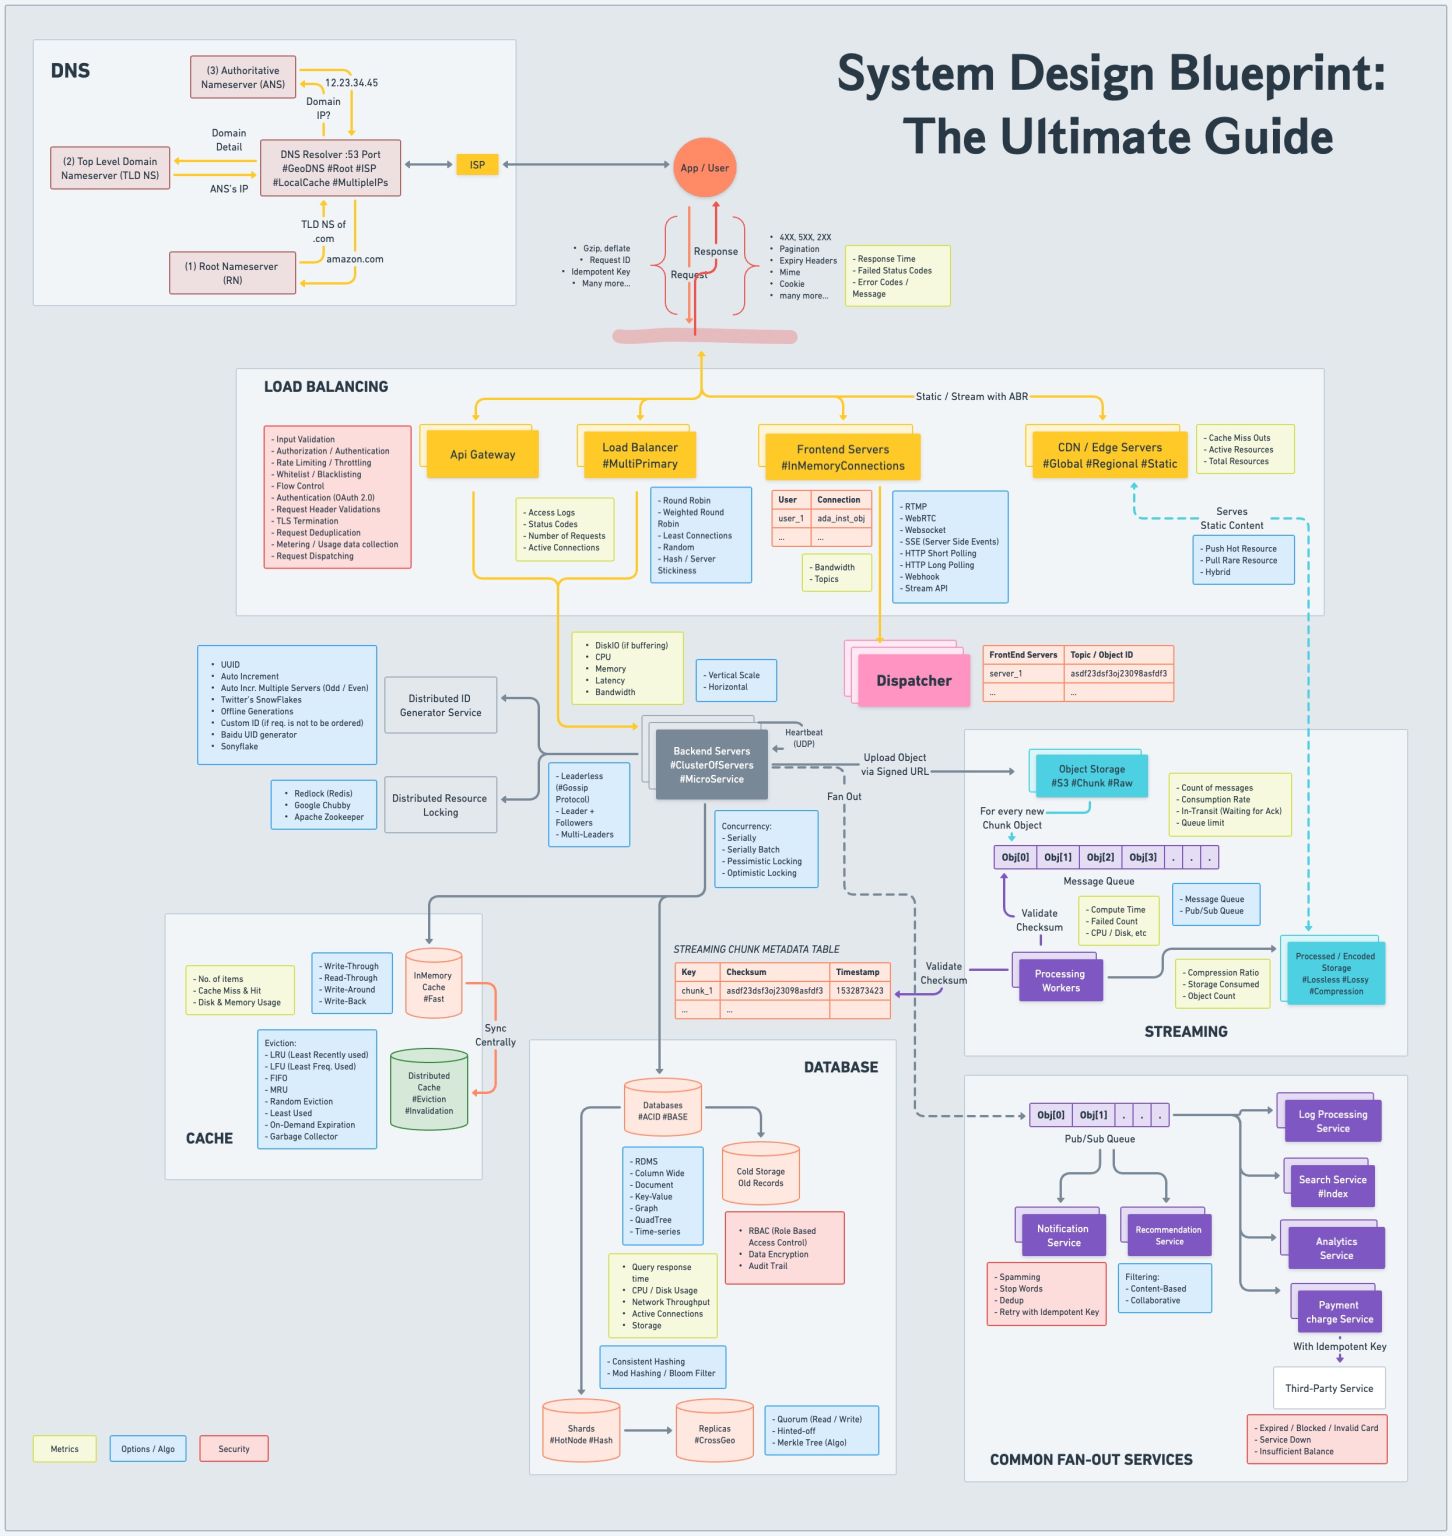 System Design Blueprint:
The Ultimate Guide
DNS
(3) Authoritative
Nameserver (ANS)
12.23.34.45
Domain
IP?
Domain
Detail
(2) Top Level Domain
Nameserver (TLD NS)
ANS's IP
DNS Resolver :53 Port
#GeoDNS #Root #ISP
#LocalCache #MultipleIPs
ISP
App / User
TLD NS of
.com
amazon.com
(1) Root Nameserver
(RN)
• Gzip, deflate
• Request ID
• Idempotent Key
• Many more...
Request
Response
• 4XX, 5XX, 2XX
• Pagination
• Expiry Headers
• Mime
• Cookie
• many more...
- Response Time
- Failed Status Codes
- Error Codes /
Message
LOAD BALANCING
Static / Stream with ABR
- Input Validation
- Authorization / Authentication
- Rate Limiting / Throttling
- Whitelist / Blacklisting
- Flow Control
- Authentication (OAuth 2.0)
- Request Header Validations
- TLS Termination
- Request Deduplication
- Metering / Usage data collection
- Request Dispatching
Api Gateway
Load Balancer
#MultiPrimary
Frontend Servers
#InMemoryConnections
CDN / Edge Servers
#Global #Regional #Static
- Cache Miss Outs
- Active Resources
- Total Resources
- Access Logs
- Status Codes
- Number of Requests
- Active Connections
- Round Robin
- Weighted Round
Robin
- Least Connections
- Random
- Hash / Server
Stickiness
User Connection
user_1 ada_inst_obj
... ...
- Bandwidth
- Topics
- RTMP
- WebRTC
- Websocket
- SSE (Server Side Events)
- HTTP Short Polling
- HTTP Long Polling
- Webhook
- Stream API
Serves
Static Content
- Push Hot Resource
- Pull Rare Resource
- Hybrid
• UUID
• Auto Increment
• Auto Incr. Multiple Servers (Odd / Even)
• Twitter's SnowFlakes
• Offline Generations
• Custom ID (if req. is not to be ordered)
• Baidu UID generator
• Sonyflake
Distributed ID
Generator Service
• DiskIO (if buffering)
• CPU
• Memory
• Latency
• Bandwidth
- Vertical Scale
- Horizontal
Dispatcher
FrontEnd Servers Topic / Object ID
server_1 asdf23dsf3oj23098asfdf3
... ...
• Redlock (Redis)
• Google Chubby
• Apache Zookeeper
Distributed Resource
Locking
- Leaderless
(#Gossip
Protocol)
- Leader +
Followers
- Multi-Leaders
Backend Servers
#ClusterOfServers
#MicroService
Heartbeat
(UDP)
Upload Object
via Signed URL
Fan Out
Concurrency:
- Serially
- Serially Batch
- Pessimistic Locking
- Optimistic Locking
Object Storage
#S3 #Chunk #Raw
- Count of messages
- Consumption Rate
- In-Transit (Waiting for Ack)
- Queue limit
For every new
Chunk Object
Obj[0] Obj[1] Obj[2] Obj[3] . . .
Message Queue
Validate
Checksum
- Compute Time
- Failed Count
- CPU / Disk, etc
- Message Queue
- Pub/Sub Queue
Processing
Workers
- Compression Ratio
- Storage Consumed
- Object Count
Processed / Encoded
Storage
#Lossless #Lossy
#Compression
STREAMING
STREAMING CHUNK METADATA TABLE
Key Checksum Timestamp
chunk_1 asdf23dsf3oj23098asfdf3 1532873423
... ...
Validate
Checksum
- No. of items
- Cache Miss & Hit
- Disk & Memory Usage
- Write-Through
- Read-Through
- Write-Around
- Write-Back
InMemory
Cache
#Fast
Sync
Centrally
Eviction:
- LRU (Least Recently used)
- LFU (Least Freq. Used)
- FIFO
- MRU
- Random Eviction
- Least Used
- On-Demand Expiration
- Garbage Collector
Distributed
Cache
#Eviction
#Invalidation
CACHE
DATABASE
Databases
#ACID #BASE
Cold Storage
Old Records
- RDMS
- Column Wide
- Document
- Key-Value
- Graph
- QuadTree
- Time-series
• RBAC (Role Based
Access Control)
• Data Encryption
• Audit Trail
• Query response
time
• CPU / Disk Usage
• Network Throughput
• Active Connections
• Storage
- Consistent Hashing
- Mod Hashing / Bloom Filter
Shards
#HotNode #Hash
Replicas
#CrossGeo
- Quorum (Read / Write)
- Hinted-off
- Merkle Tree (Algo)
Obj[0] Obj[1] . . .
Pub/Sub Queue
Log Processing
Service
Search Service
#Index
Notification
Service
Recommendation
Service
Analytics
Service
- Spamming
- Stop Words
- Dedup
- Retry with Idempotent Key
Filtering:
- Content-Based
- Collaborative
Payment
charge Service
With Idempotent Key
Third-Party Service
- Expired / Blocked / Invalid Card
- Service Down
- Insufficient Balance
COMMON FAN-OUT SERVICES
Metrics
Options / Algo
Security